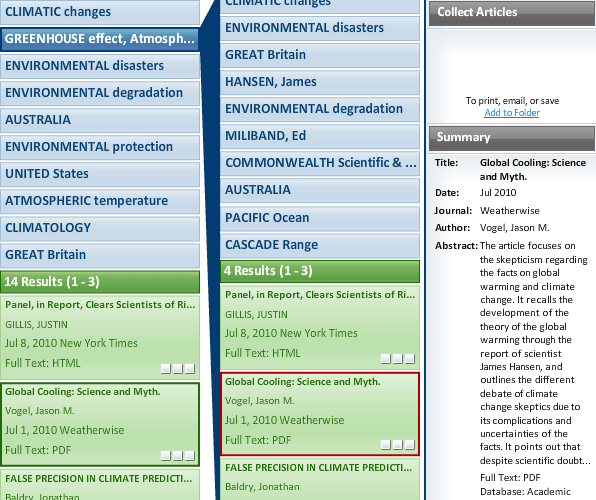 CLIMATIC changes
GREENHOUSE effect, Atmosph...
ENVIRONMENTAL disasters
ENVIRONMENTAL degradation
AUSTRALIA
ENVIRONMENTAL protection
UNITED States
ATMOSPHERIC temperature
CLIMATOLOGY
GREAT Britain
14 Results (1 - 3)
Panel, in Report, Clears Scientists of Ri...
GILLIS, JUSTIN
Jul 8, 2010 New York Times
Full Text: HTML
Global Cooling: Science and Myth.
Vogel, Jason M.
Jul 1, 2010 Weatherwise
Full Text: PDF
FALSE PRECISION IN CLIMATE PREDICTI...
Baldry, Jonathan
CLIMATIC changes
ENVIRONMENTAL disasters
GREAT Britain
HANSEN, James
ENVIRONMENTAL degradation
MILIBAND, Ed
COMMONWEALTH Scientific & ...
AUSTRALIA
PACIFIC Ocean
CASCADE Range
4 Results (1 - 3)
Panel, in Report, Clears Scientists of Ri...
GILLIS, JUSTIN
Jul 8, 2010 New York Times
Full Text: HTML
Global Cooling: Science and Myth.
Vogel, Jason M.
Jul 1, 2010 Weatherwise
Full Text: PDF
FALSE PRECISION IN CLIMATE PREDICTI...
Baldry, Jonathan
Collect Articles
To print, email, or save
Add to Folder
Summary
Title: Global Cooling: Science
and Myth.
Date: Jul 2010
Journal: Weatherwise
Author: Vogel, Jason M.
Abstract: The article focuses on
the skepticism regarding
the facts on global
warming and climate
change. It recalls the
development of the
theory of the global
warming through the
report of scientist
James Hansen, and
outlines the different
debate of climate
change skeptics due to
its complications and
uncertainties of the
facts. It points out that
despite scientific doubt...
Full Text: PDF
Database: Academic